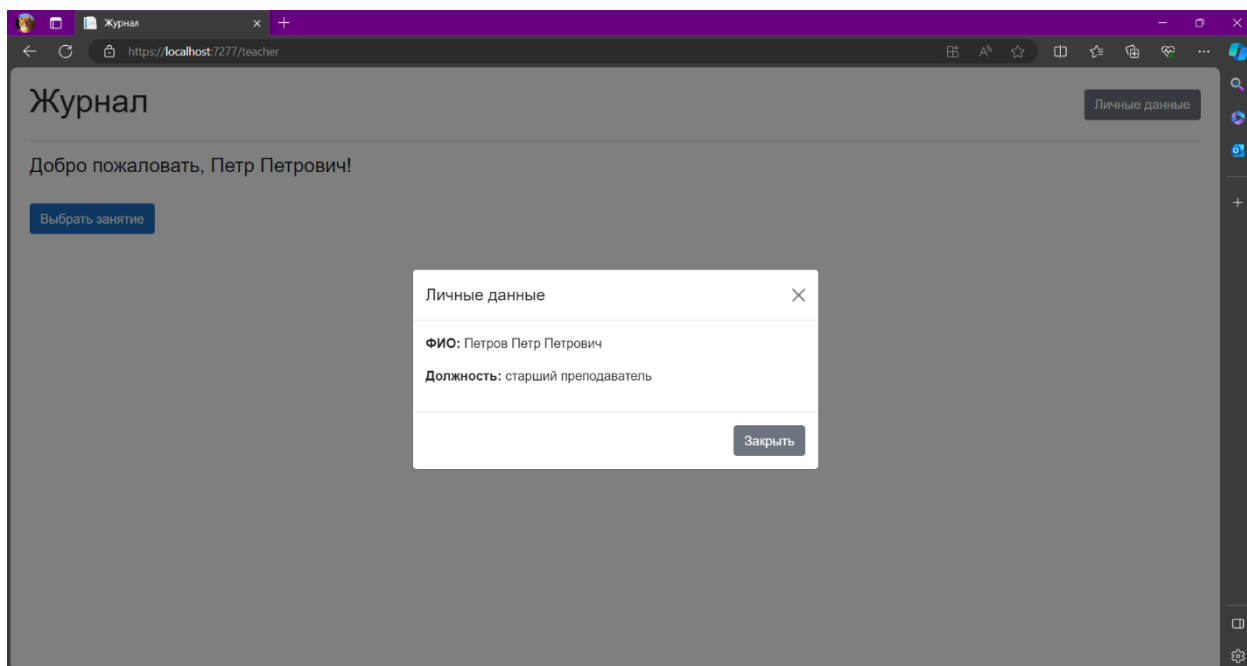 Журнал
https://localhost:7277/teacher
Журнал
Личные данные
Добро пожаловать, Петр Петрович!
Выбрать занятие
Личные данные
ФИО: Петров Петр Петрович
Должность: старший преподаватель
Закрыть